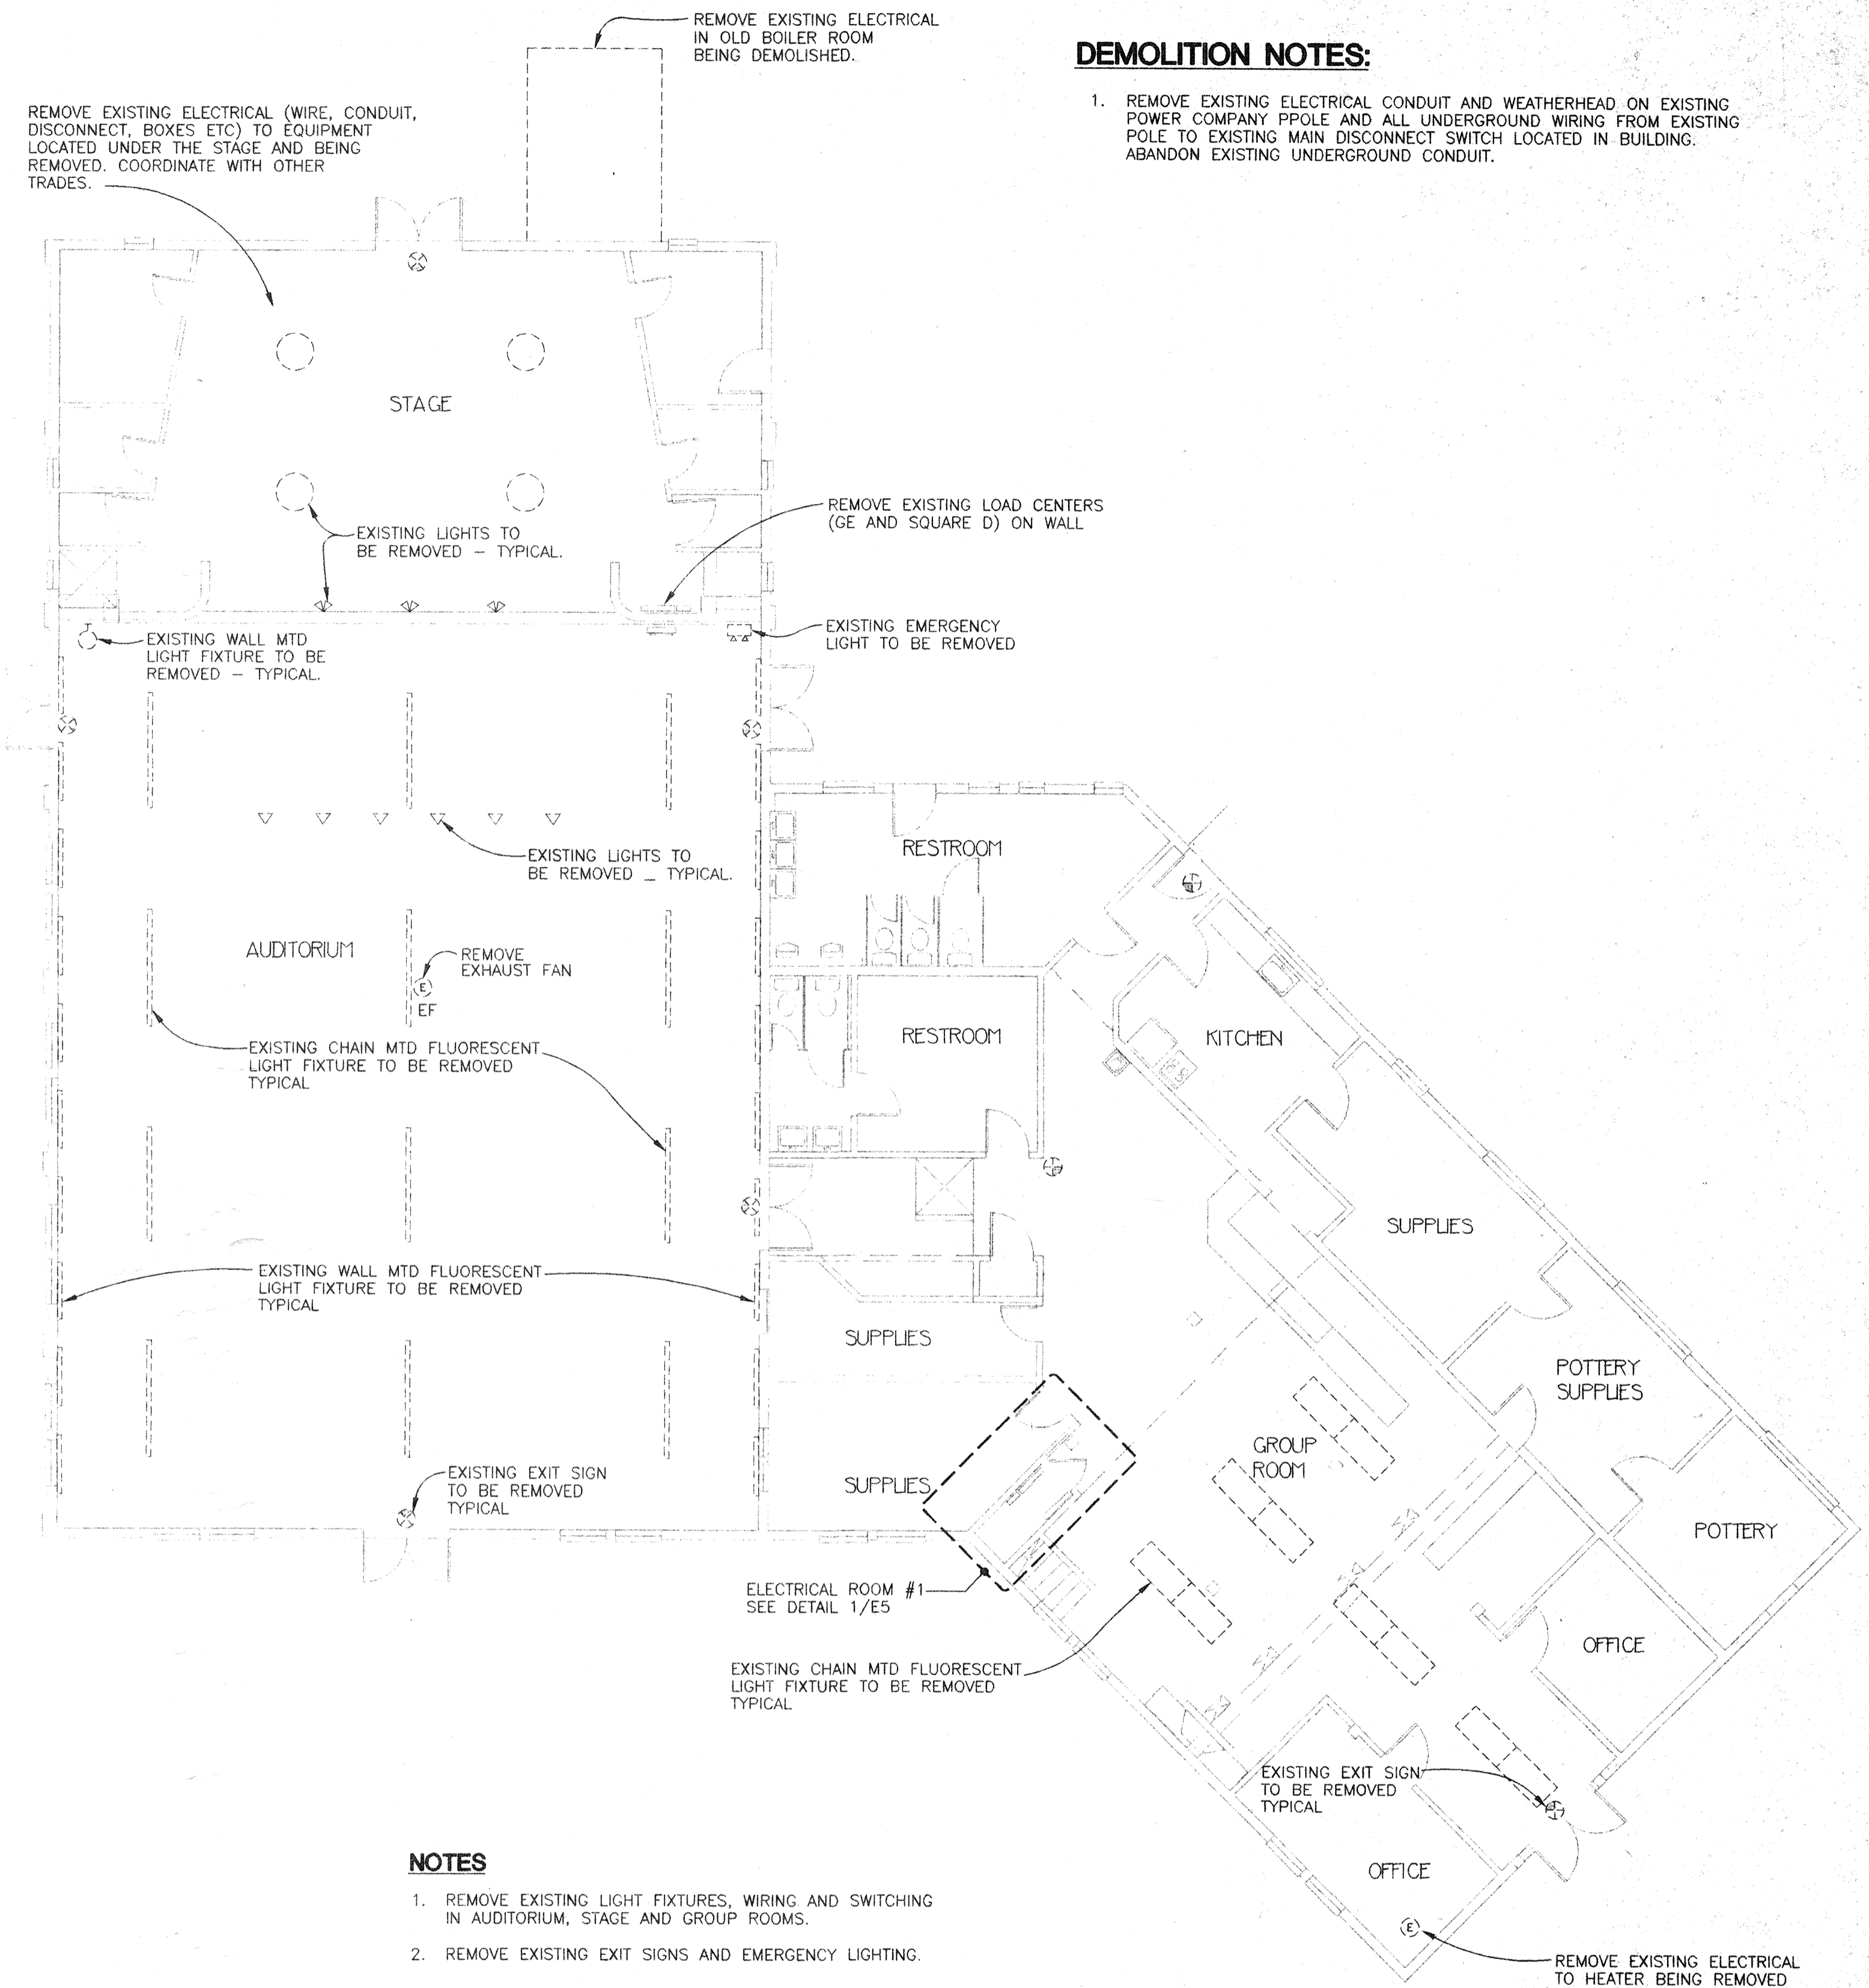 REMOVE EXISTING ELECTRICAL
IN OLD BOILER ROOM
BEING DEMOLISHED.
DEMOLITION NOTES:
1. REMOVE EXISTING ELECTRICAL CONDUIT AND WEATHERHEAD ON EXISTING
POWER COMPANY PPOLE AND ALL UNDERGROUND WIRING FROM EXISTING
POLE TO EXISTING MAIN DISCONNECT SWITCH LOCATED IN BUILDING.
ABANDON EXISTING UNDERGROUND CONDUIT.
REMOVE EXISTING ELECTRICAL (WIRE, CONDUIT,
DISCONNECT, BOXES ETC) TO EQUIPMENT
LOCATED UNDER THE STAGE AND BEING
REMOVED. COORDINATE WITH OTHER
TRADES.
STAGE
EXISTING LIGHTS TO
BE REMOVED – TYPICAL.
REMOVE EXISTING LOAD CENTERS
(GE AND SQUARE D) ON WALL
EXISTING WALL MTD
LIGHT FIXTURE TO BE
REMOVED – TYPICAL.
EXISTING EMERGENCY
LIGHT TO BE REMOVED
EXISTING LIGHTS TO
BE REMOVED _ TYPICAL.
RESTROOM
AUDITORIUM
REMOVE
EXHAUST FAN
E
EF
RESTROOM
KITCHEN
EXISTING CHAIN MTD FLUORESCENT
LIGHT FIXTURE TO BE REMOVED
TYPICAL
SUPPLIES
EXISTING WALL MTD FLUORESCENT
LIGHT FIXTURE TO BE REMOVED
TYPICAL
SUPPLIES
POTTERY
SUPPLIES
GROUP
ROOM
EXISTING EXIT SIGN
TO BE REMOVED
TYPICAL
SUPPLIES
POTTERY
ELECTRICAL ROOM #1
SEE DETAIL 1/E5
OFFICE
EXISTING CHAIN MTD FLUORESCENT
LIGHT FIXTURE TO BE REMOVED
TYPICAL
EXISTING EXIT SIGN
TO BE REMOVED
TYPICAL
OFFICE
E
REMOVE EXISTING ELECTRICAL
TO HEATER BEING REMOVED
NOTES
1. REMOVE EXISTING LIGHT FIXTURES, WIRING AND SWITCHING
IN AUDITORIUM, STAGE AND GROUP ROOMS.
2. REMOVE EXISTING EXIT SIGNS AND EMERGENCY LIGHTING.